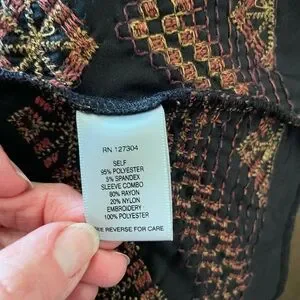 RN 127304
SELF
95% POLYESTER
5% SPANDEX
SLEEVE COMBO
80% RAYON
20% NYLON
EMBROIDERY:
100% POLYESTER
REVERSE FOR CARE